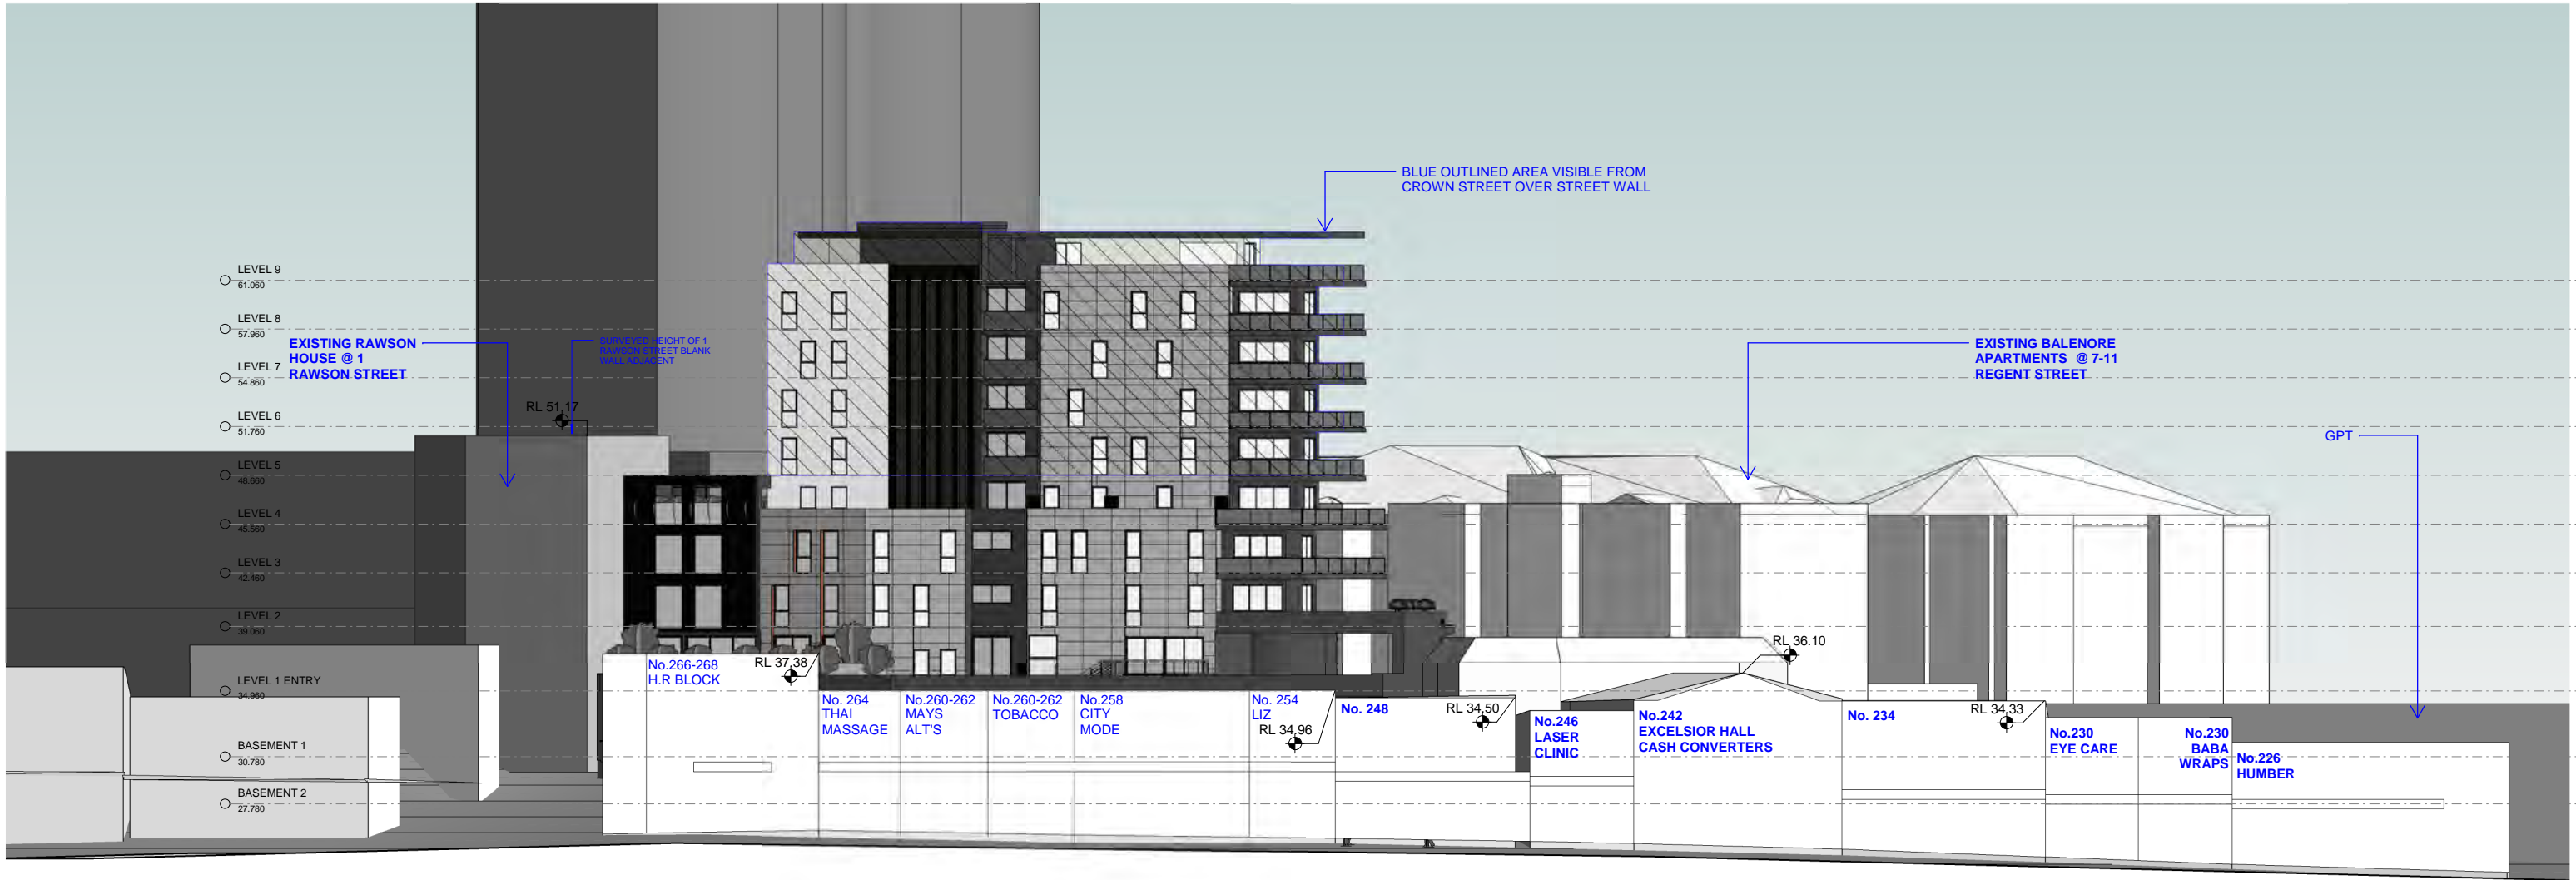 BLUE OUTLINED AREA VISIBLE FROM
CROWN STREET OVER STREET WALL
LEVEL 9
61.060
LEVEL 8
57.960
EXISTING RAWSON
HOUSE @ 1
RAWSON STREET
SURVEYED HEIGHT OF 1
RAWSON STREET BLANK
WALL ADJACENT
EXISTING BALENORE
APARTMENTS @ 7-11
REGENT STREET
LEVEL 7
54.860
RL 51,17
LEVEL 6
51.760
GPT
LEVEL 5
48.660
LEVEL 4
45.560
LEVEL 3
42.460
LEVEL 2
39.060
LEVEL 1 ENTRY
34.960
BASEMENT 1
30.780
BASEMENT 2
27.780
No.266-268
H.R BLOCK
RL 37,38
No. 264
THAI
MASSAGE
No.260-262
MAYS
ALT'S
No.260-262
TOBACCO
No.258
CITY
MODE
No. 254
LIZ
RL 34,96
No. 248
RL 34,50
No.246
LASER
CLINIC
RL 36.10
No.242
EXCELSIOR HALL
CASH CONVERTERS
No. 234
RL 34,33
No.230
EYE CARE
No.230
BABA
WRAPS
No.226
HUMBER